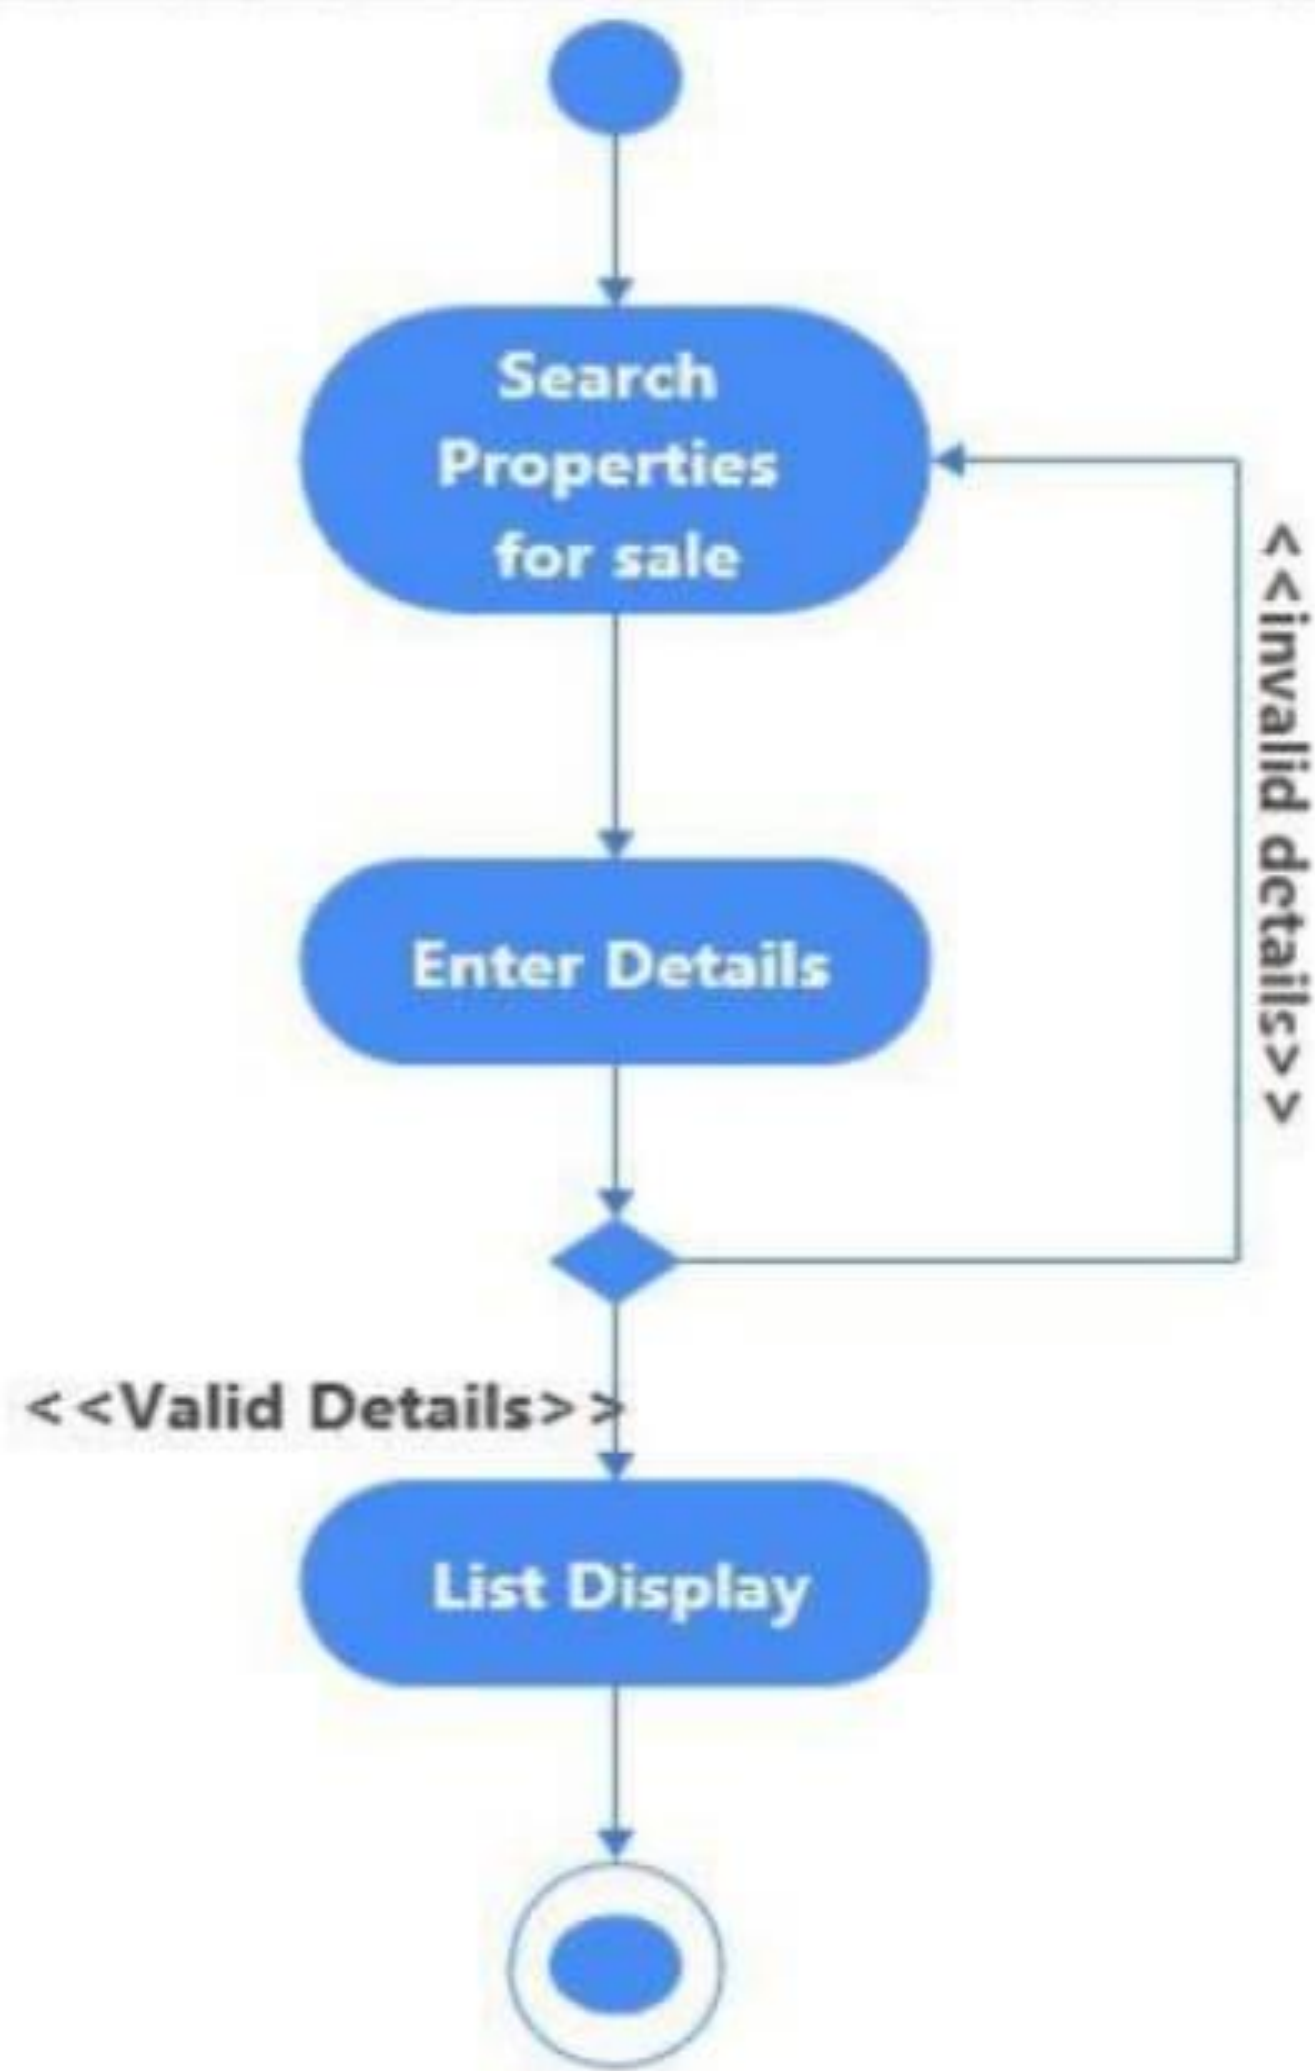 Search
Properties
for sale
<<invalid details>>
Enter Details
<<Valid Details>>
List Display